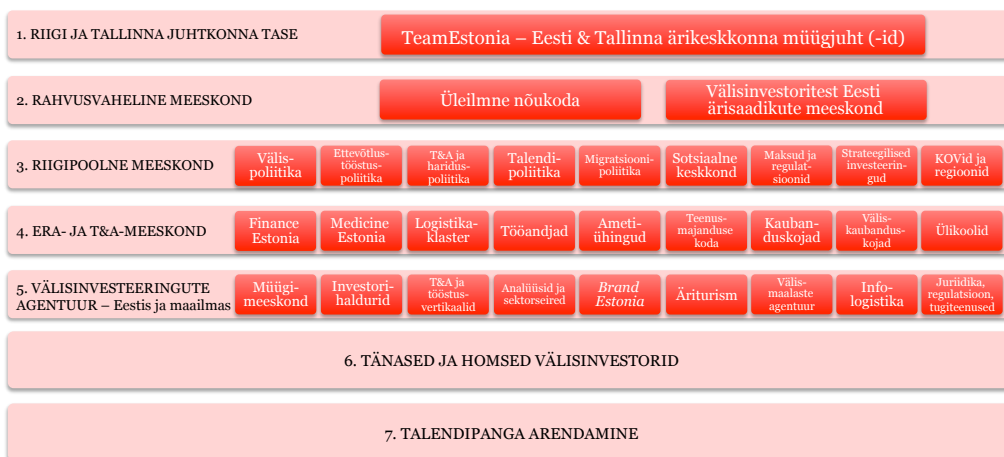 1. RIIGI JA TALLINNA JUHTKONNA TASE
TeamEstonia – Eesti & Tallinna ärikeskkonna müügjuht (-id)
2. RAHVUSVAHELINE MEESKOND
Üleilmne nõukoda
Välisinvestoritest Eesti
ärisaadikute meeskond
3. RIIGIPOOLNE MEESKOND
Välis-
poliitika
Ettevõtlus-
tööstus-
poliitika
T&A ja
haridus-
poliitika
Talendi-
poliitika
Migratsiooni-
poliitika
Sotsiaalne
keskkond
Maksud ja
regulat-
sioonid
Strateegilised
investeerin-
gud
KOVid ja
regioonid
4. ERA- JA T&A-MEESKOND
Finance
Estonia
Medicine
Estonia
Logistika-
klaster
Tööandjad
Ameti-
ühingud
Teenus-
majanduse
koda
Kauban-
duskojad
Välis-
kaubandus-
kojad
Ülikoolid
5. VÄLISINVESTEERINGUTE
AGENTUUR – Eestis ja maailmas
Müügi-
meeskond
Investori-
haldurid
T&A ja
tööstus-
vertikaalid
Analüüsid ja
sektorseired
Brand
Estonia
Äriturism
Välis-
maalaste
agentuur
Info-
logistika
Juriidika,
regulatsioon,
tugiteenused
6. TÄNASED JA HOMSED VÄLISINVESTORID
7. TALENDIPANGA ARENDAMINE